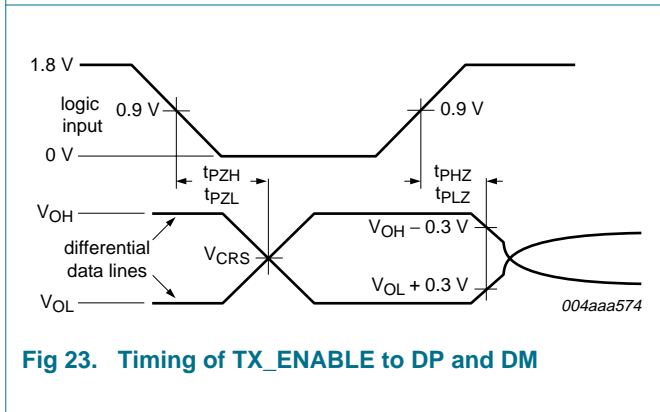 1.8 V
logic
input
0.9 V
0.9 V
0 V
tPZH
tPZL
tPHZ
tPLZ
VOH
differential
data lines
VCRS
VOH − 0.3 V
VOL + 0.3 V
VOL
004aaa574
Fig 23. Timing of TX_ENABLE to DP and DM